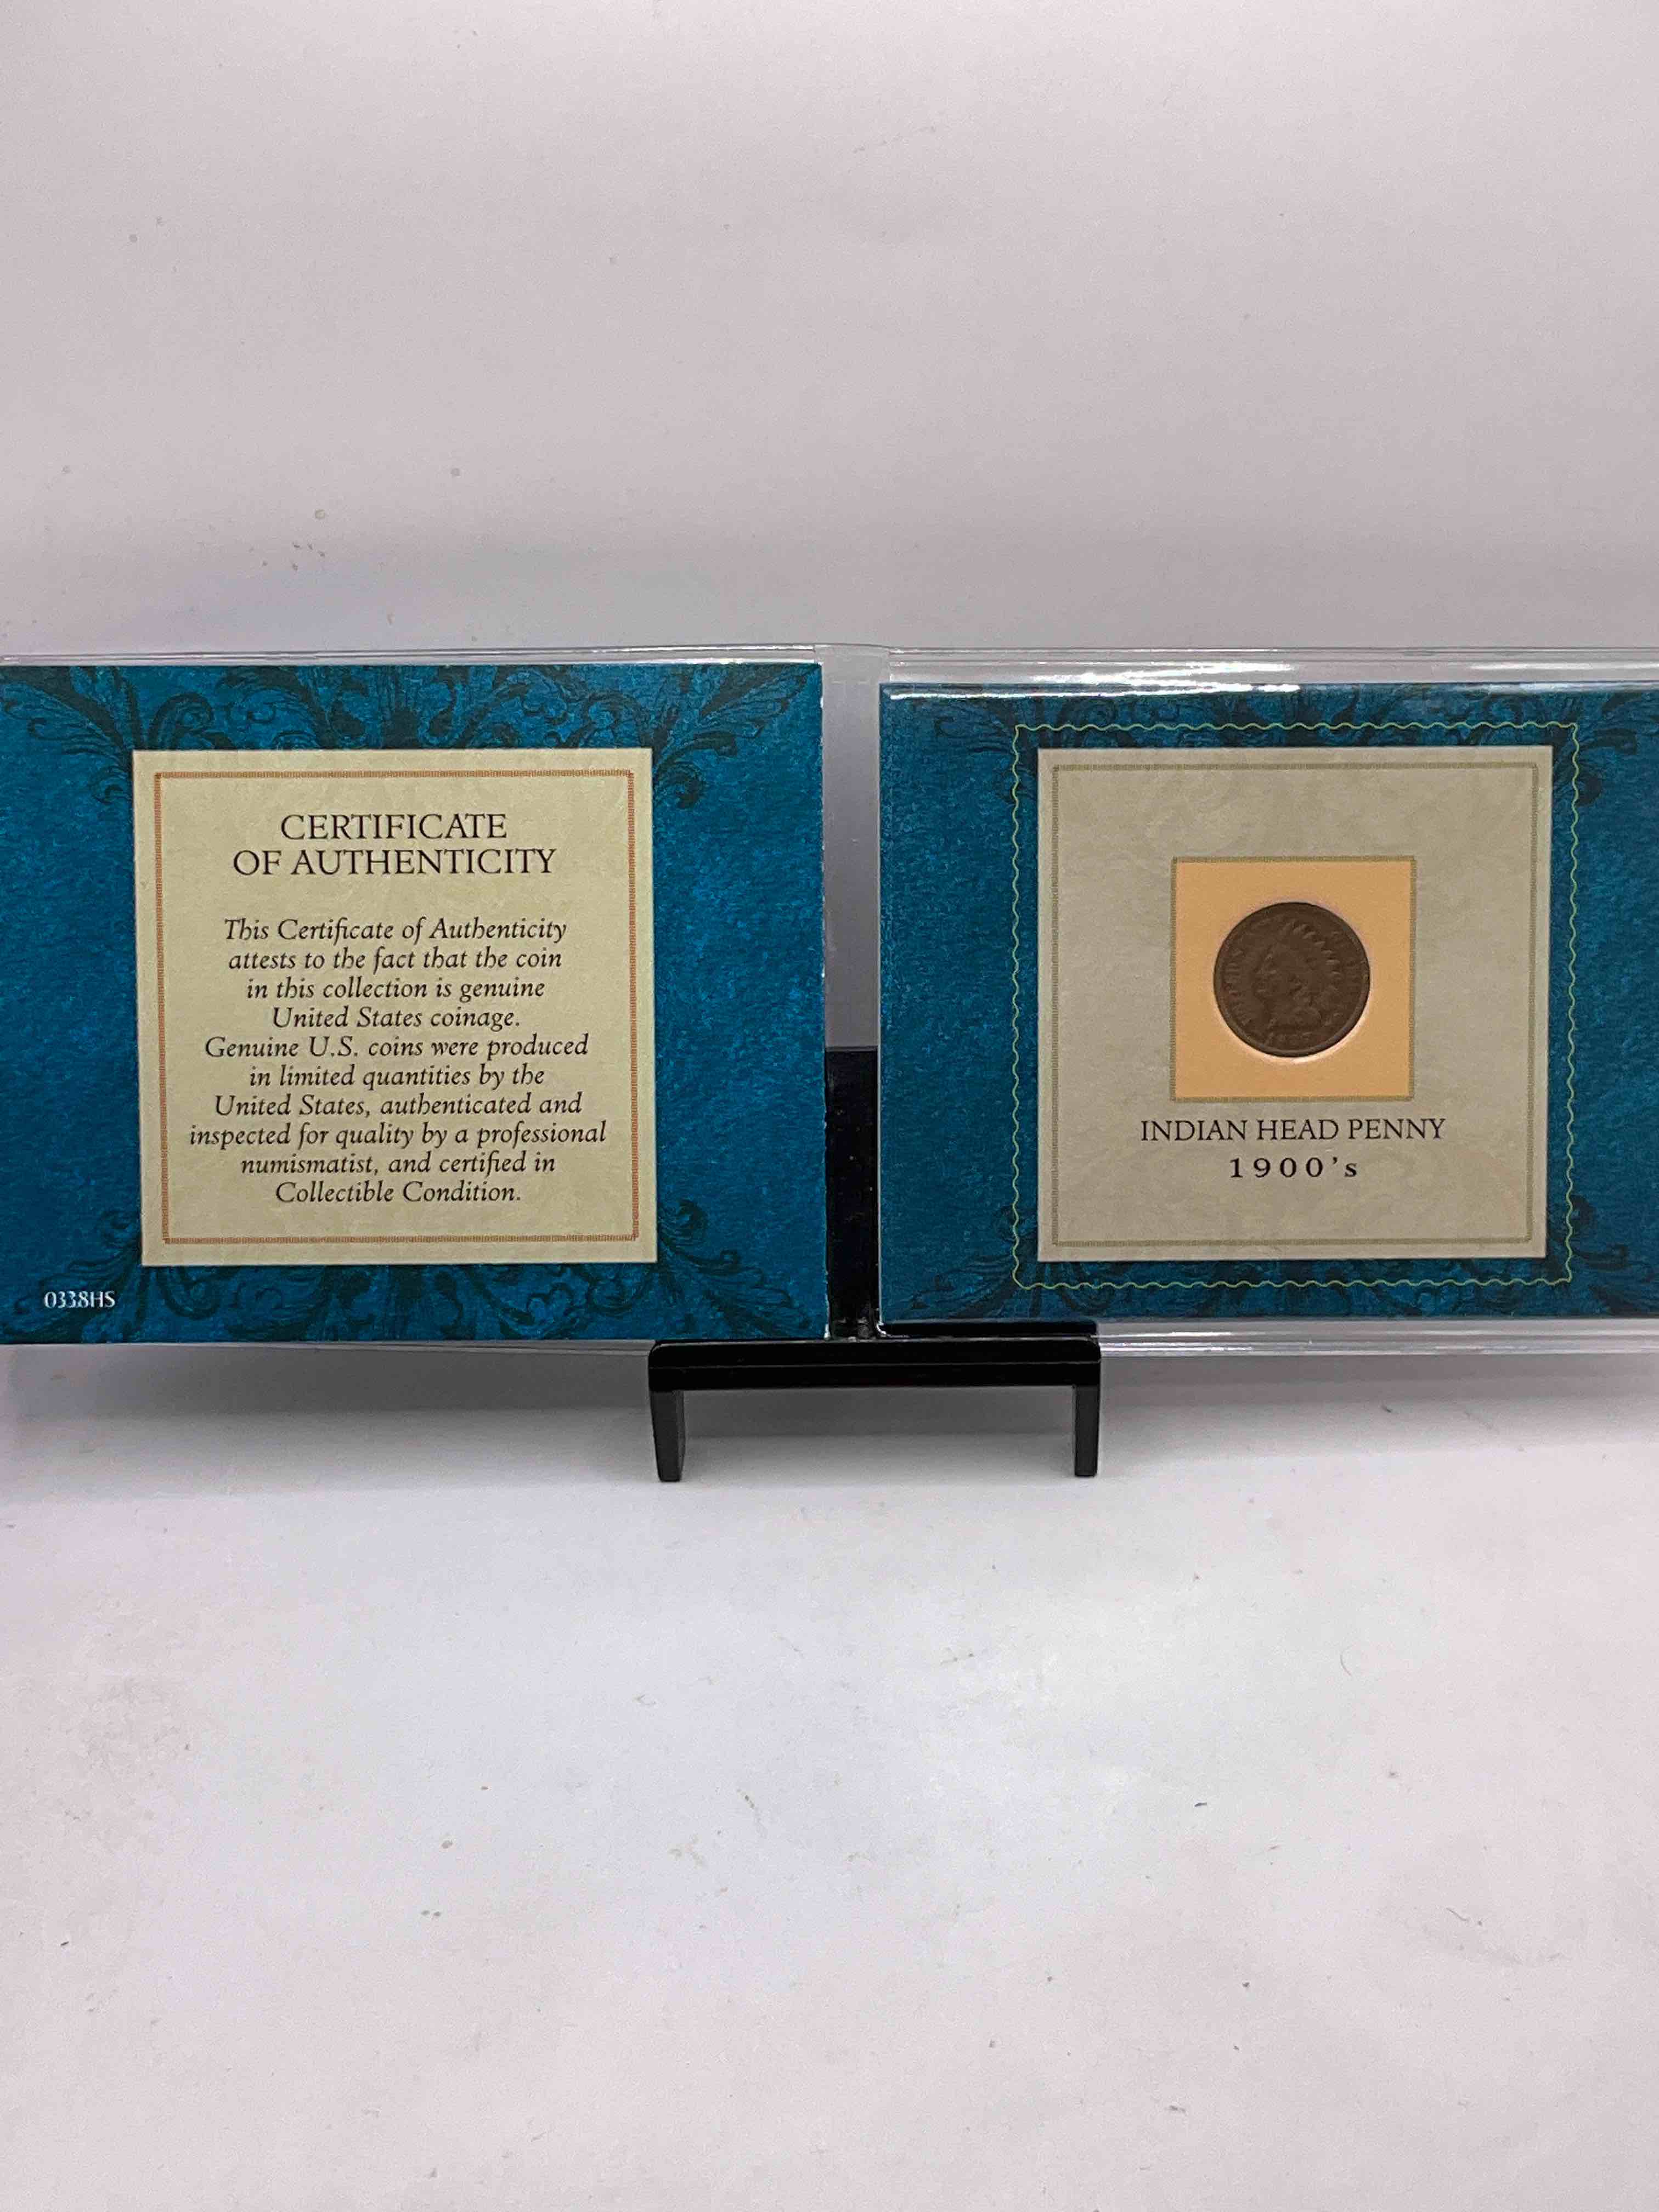 CERTIFICATE
OF AUTHENTICITY
This Certificate of Authenticity
attests to the fact that the coin
in this collection is genuine
United States coinage.
Genuine U.S. coins were produced
in limited quantities by the
United States, authenticated and
inspected for quality by a professional
numismatist, and certified in
Collectible Condition.
0338HS
INDIAN HEAD PENNY
1900's